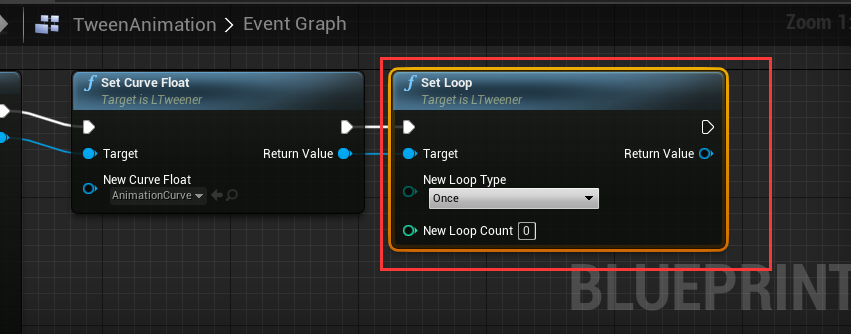 TweenAnimation > Event Graph
Zoom 1:
Set Curve Float
Target is LTweener
Target
Return Value
New Curve Float
AnimationCurve
Set Loop
Target is LTweener
Target
Return Value
New Loop Type
Once
New Loop Count 0
BLUEPRINT